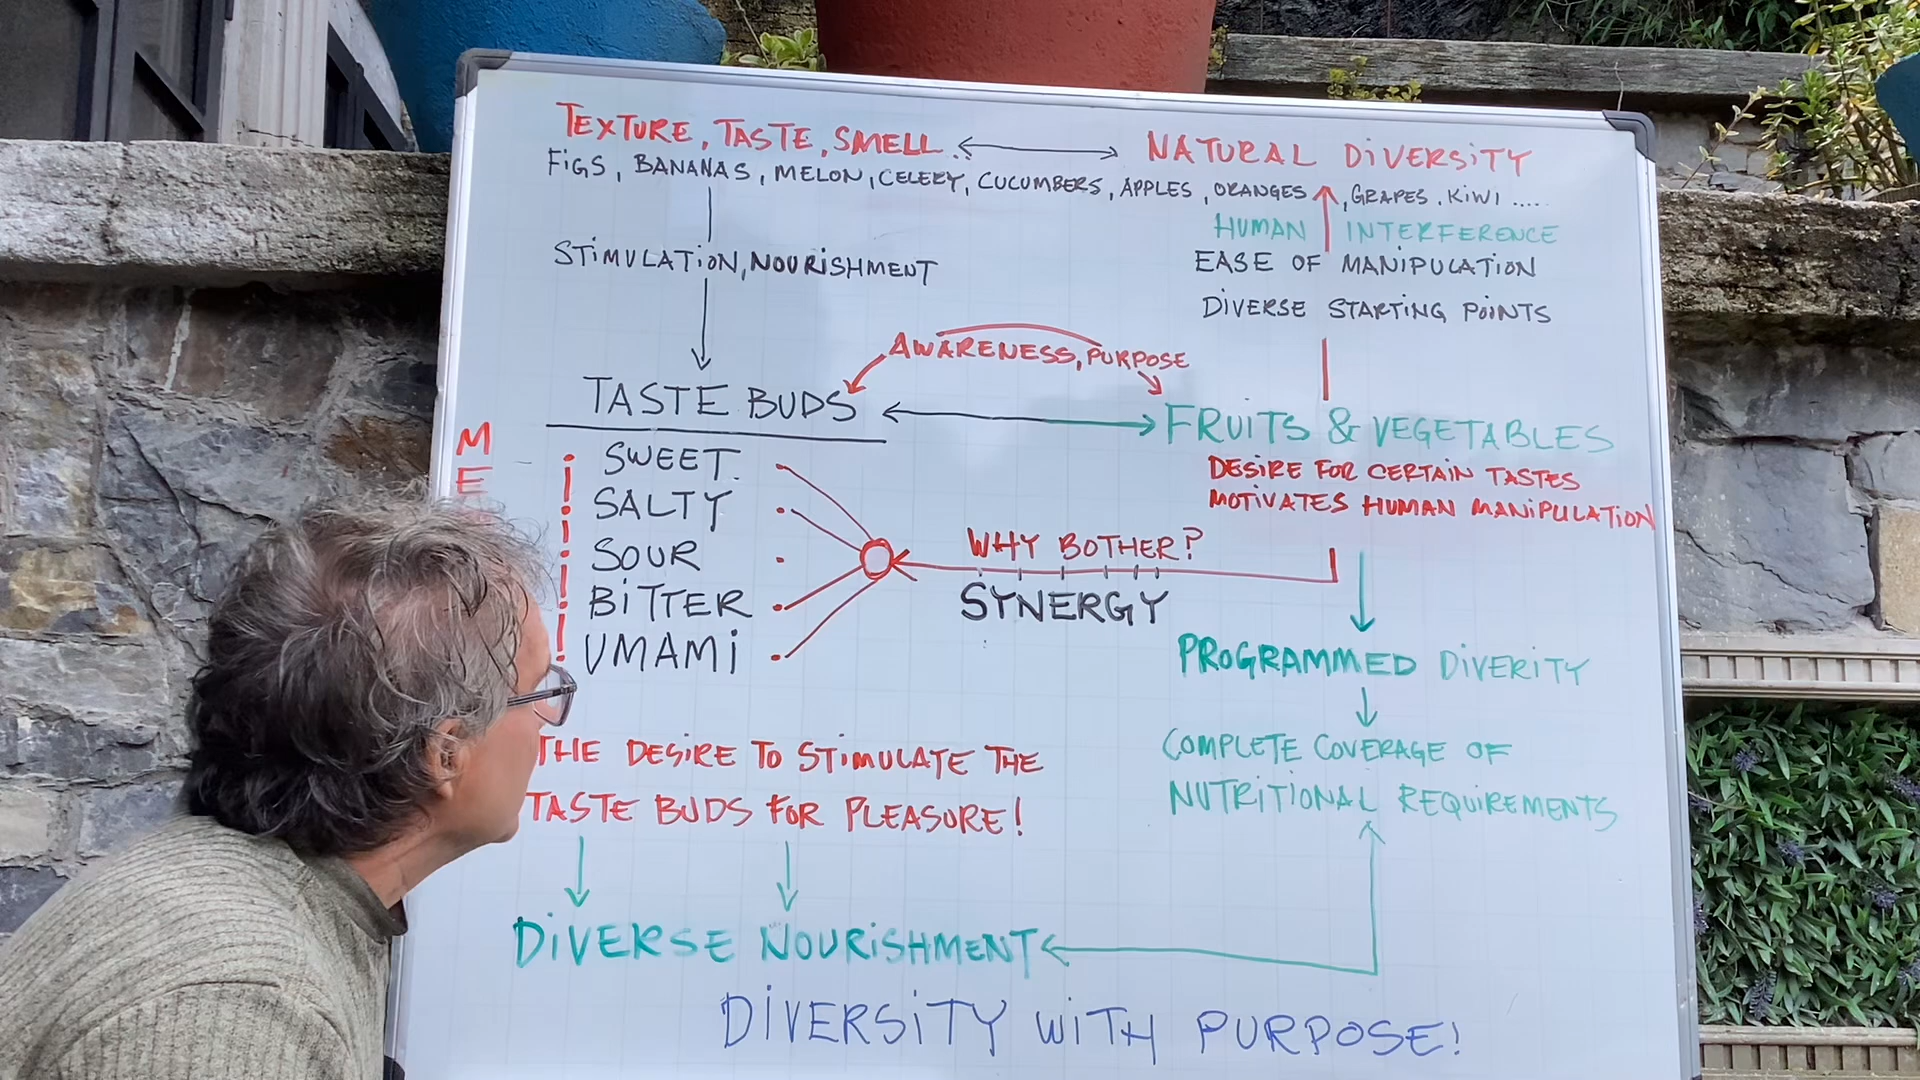 TEXTURE, TASTE, SMELL
NATURAL DIVERSITY
FIGS, BANANAS, MELON, CELERY, CUCUMBERS, APPLES, ORANGES, GRAPES, KIWI .....
HUMAN INTERFERENCE
STIMULATION, NOURISHMENT
EASE OF MANIPULATION
DIVERSE STARTING POINTS
AWARENESS, PURPOSE
TASTE BUDS
FRUITS & VEGETABLES
M
E
SWEET
SALTY
SOUR
BITTER
UMAMI
DESIRE FOR CERTAIN TASTES
MOTIVATES HUMAN MANIPULATION
WHY BOTHER?
SYNERGY
PROGRAMMED DIVERITY
COMPLETE COVERAGE OF
NUTRITIONAL REQUIREMENTS
THE DESIRE TO STIMULATE THE
TASTE BUDS FOR PLEASURE!
DIVERSE NOURISHMENT
DIVERSITY WITH PURPOSE!